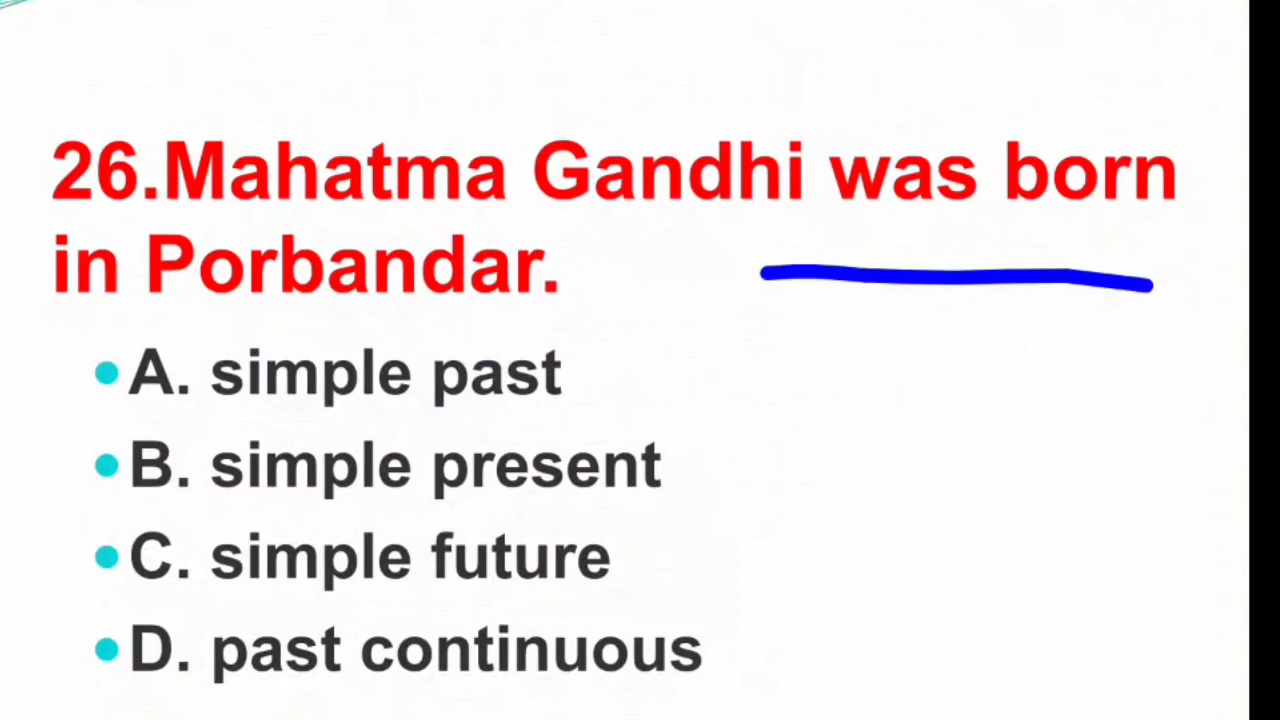 26.Mahatma Gandhi was born
in Porbandar.
A. simple past
B. simple present
C. simple future
D. past continuous